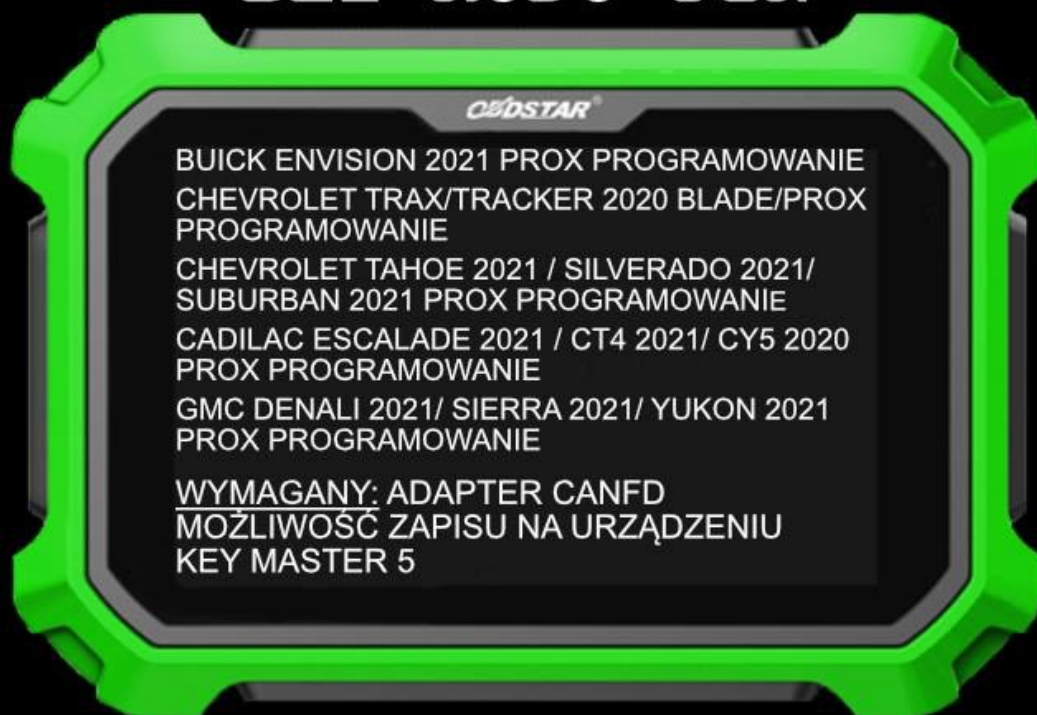 OBDSTAR®
BUICK ENVISION 2021 PROX PROGRAMOWANIE
CHEVROLET TRAX/TRACKER 2020 BLADE/PROX
PROGRAMOWANIE
CHEVROLET TAHOE 2021 / SILVERADO 2021/
SUBURBAN 2021 PROX PROGRAMOWANIE
CADILAC ESCALADE 2021 / CT4 2021/ CY5 2020
PROX PROGRAMOWANIE
GMC DENALI 2021/ SIERRA 2021/ YUKON 2021
PROX PROGRAMOWANIE
WYMAGANY: ADAPTER CANFD
MOŻLIWOŚĆ ZAPISU NA URZĄDZENIU
KEY MASTER 5